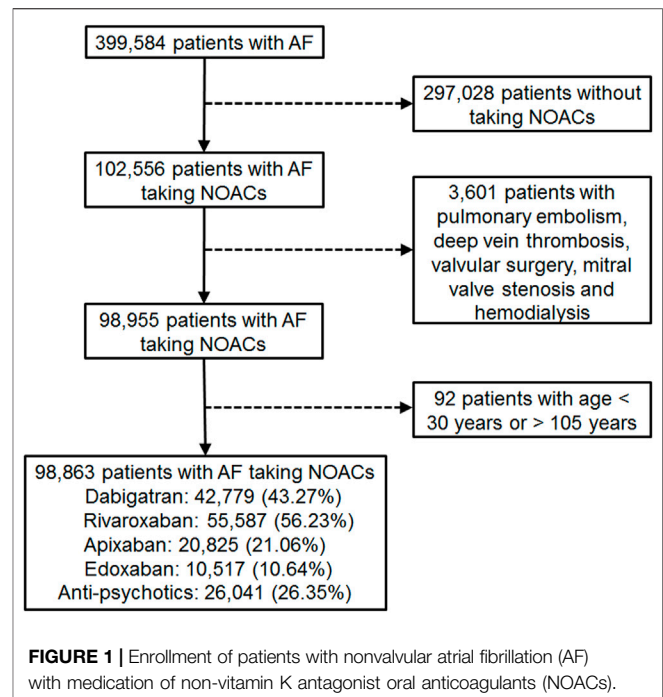 399,584 patients with AF
297,028 patients without
taking NOACs
102,556 patients with AF
taking NOACs
3,601 patients with
pulmonary embolism,
deep vein thrombosis,
valvular surgery, mitral
valve stenosis and
hemodialysis
98,955 patients with AF
taking NOACs
92 patients with age <
30 years or > 105 years
98,863 patients with AF taking NOACs
Dabigatran: 42,779 (43.27%)
Rivaroxaban: 55,587 (56.23%)
Apixaban: 20,825 (21.06%)
Edoxaban: 10,517 (10.64%)
Anti-psychotics: 26,041 (26.35%)
FIGURE 1 | Enrollment of patients with nonvalvular atrial fibrillation (AF)
with medication of non-vitamin K antagonist oral anticoagulants (NOACs).